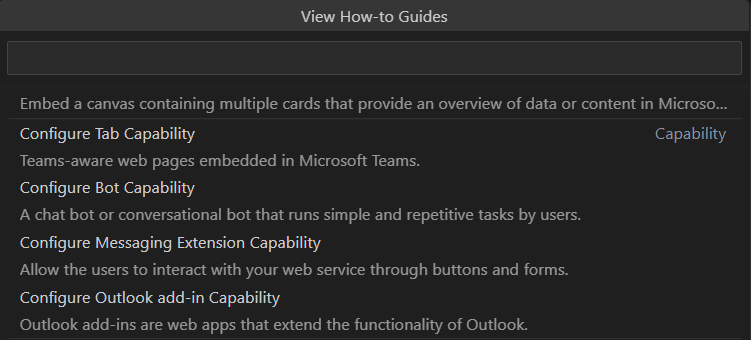 View How-to Guides
Embed a canvas containing multiple cards that provide an overview of data or content in Microso...
Configure Tab Capability Capability
Teams-aware web pages embedded in Microsoft Teams.
Configure Bot Capability
A chat bot or conversational bot that runs simple and repetitive tasks by users.
Configure Messaging Extension Capability
Allow the users to interact with your web service through buttons and forms.
Configure Outlook add-in Capability
Outlook add-ins are web apps that extend the functionality of Outlook.